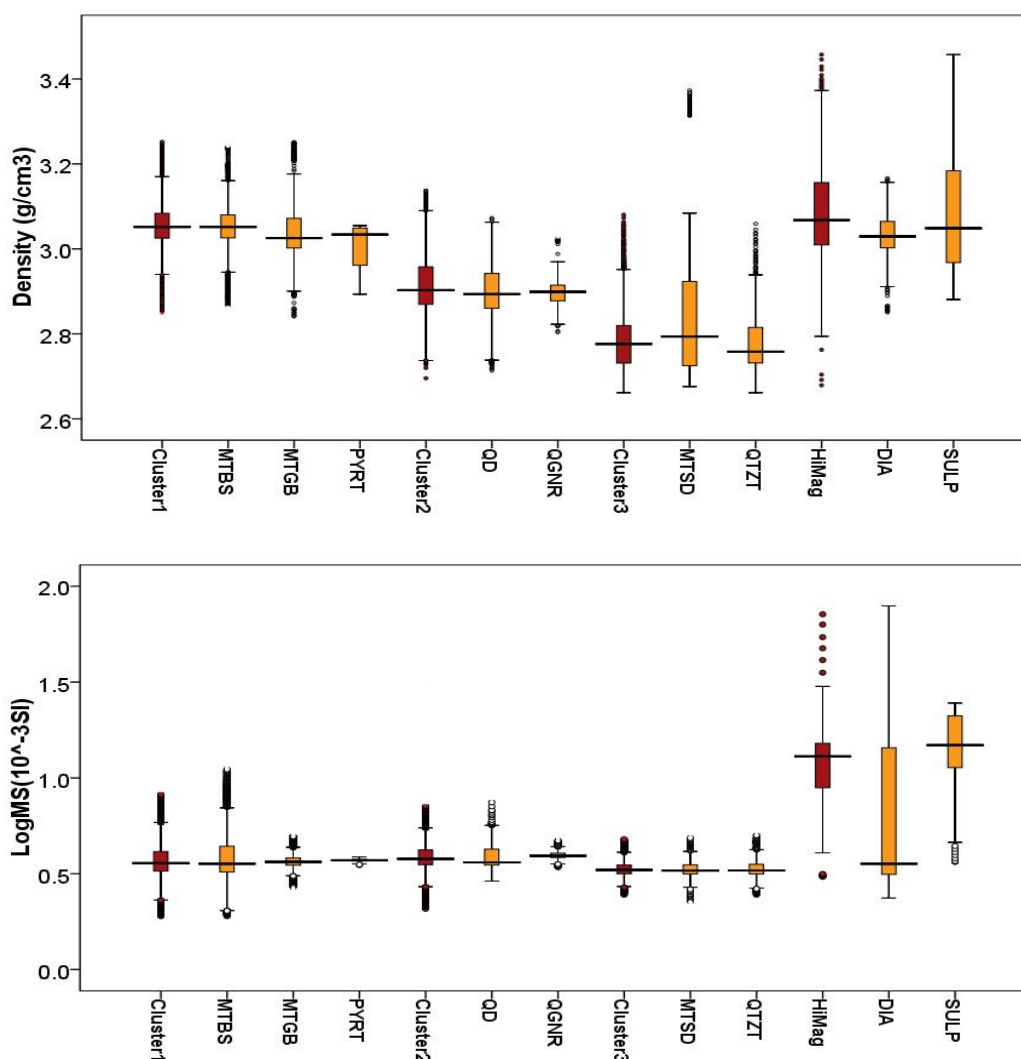 Density (g/cm3)
3.4
3.2
3.0
2.8
2.6
Cluster1
MTBS
MTGB
PYRT
Cluster2
QD
QGNR
Cluster3
MTSD
QTZT
HiMag
DIA
SULP
LogMS(10^-3SI)
2.0
1.5
1.0
0.5
0.0
Cluster1
MTBS
MTGB
PYRT
Cluster2
QD
QGNR
Cluster3
MTSD
QTZT
HiMag
DIA
SULP